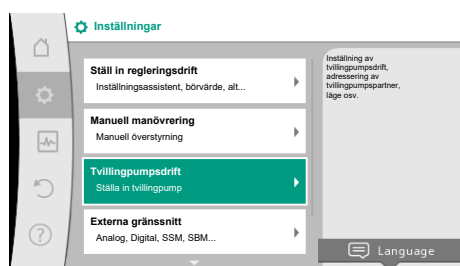 Inställningar
Ställ in regleringsdrift
Inställningsassistent, börvärde, alt...
Manuell manövrering
Manuell överstyrning
Tvillingpumpsdrift
Ställa in tvillingpump
Externa gränssnitt
Analog, Digital, SSM, SBM...
Inställning av
tvillingpumpsdrift,
adressering av
tvillingpumpspartner,
läge osv.
Language